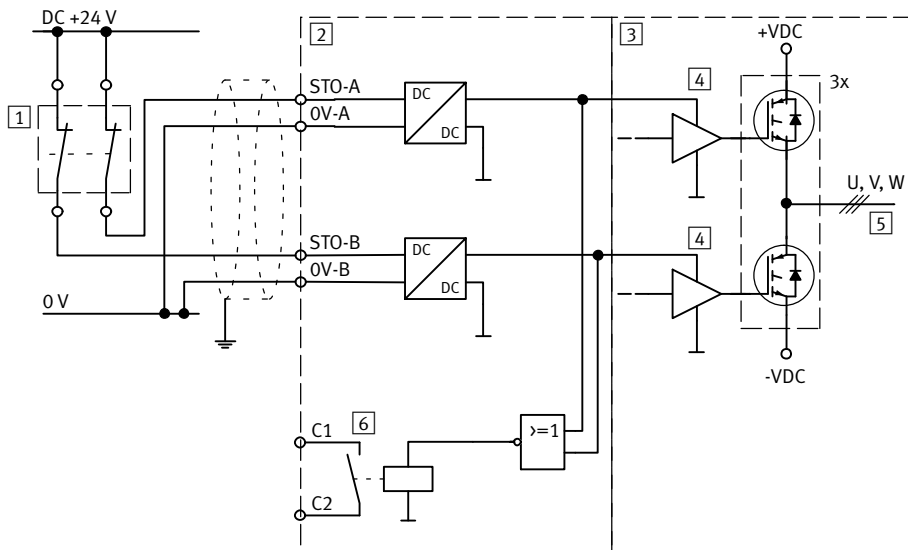 DC +24 V
2
3
+VDC
STO-A
4
3x
1
DC
0V-A
DC
U, V, W
5
STO-B
4
DC
0V-B
DC
0 V
-VDC
C1
6
>=1
C2